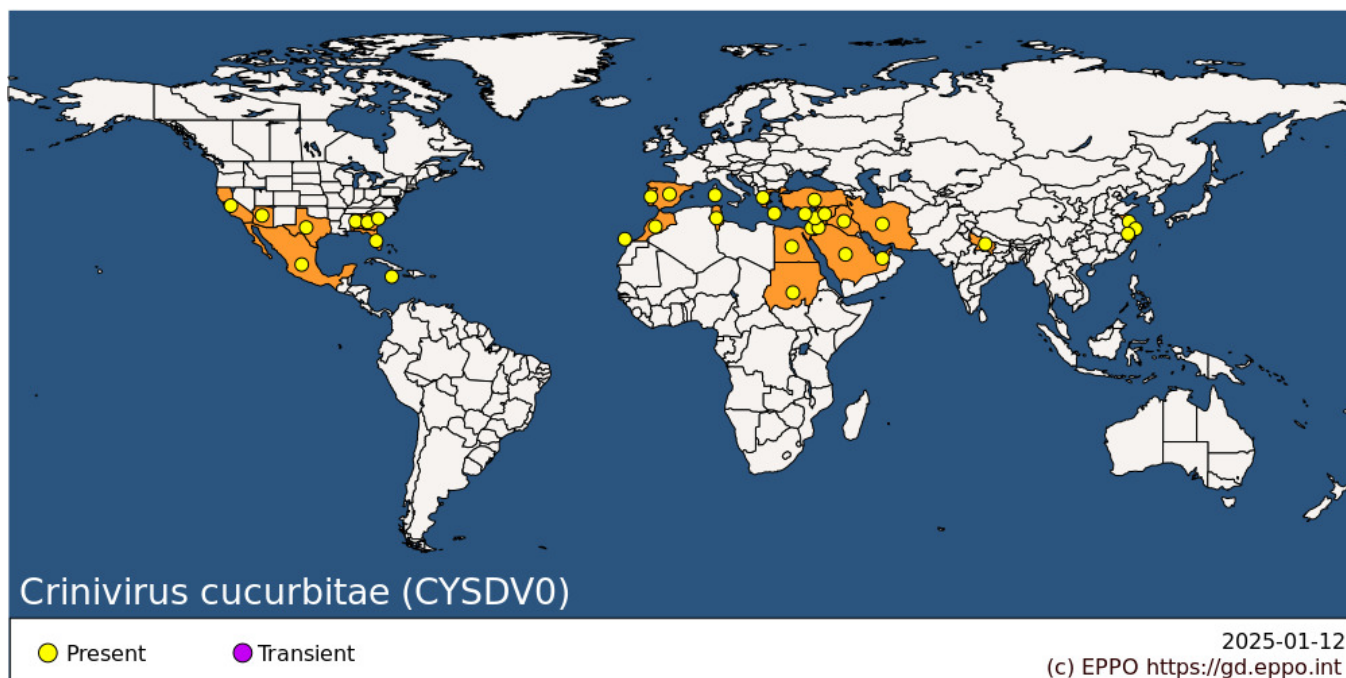 Crinivirus cucurbitae (CYSDV0)
Present
Transient
2025-01-12
(c) EPPO https://gd.eppo.int